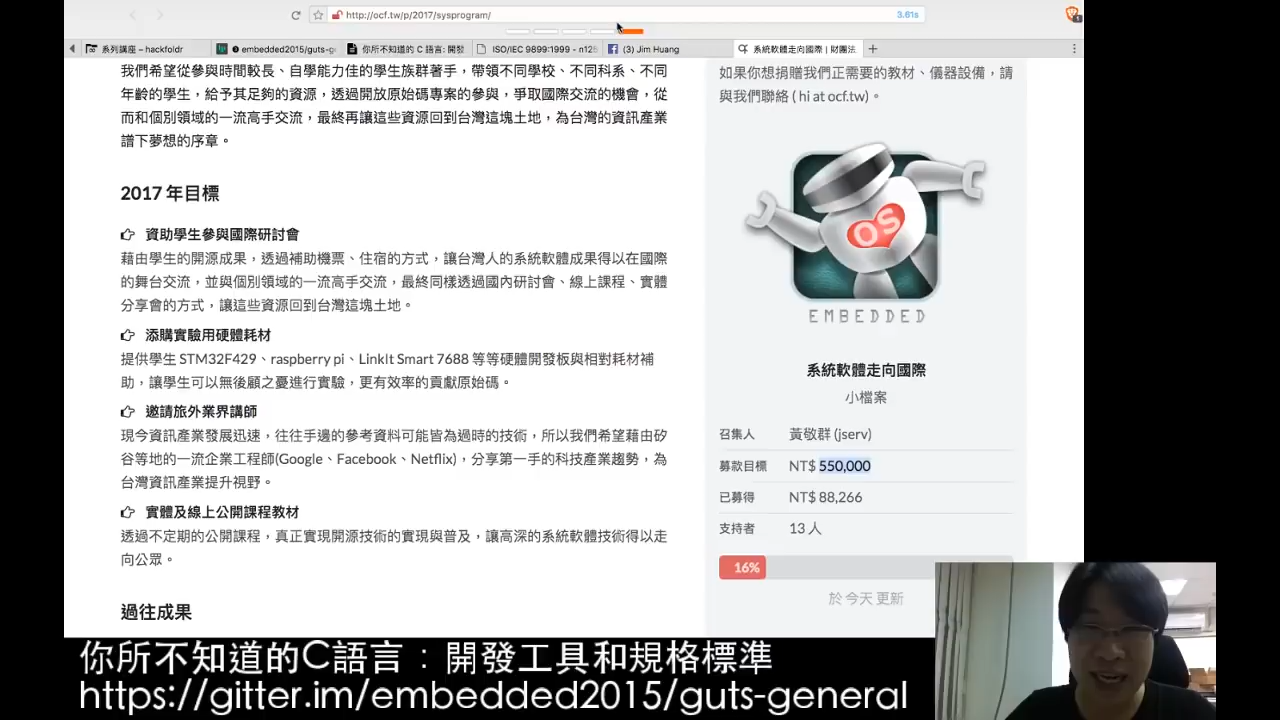 http://ocf.tw/p/2017/sysprogram/
3.61s
系列講座 – hackfoldr
embedded2015/guts-g
你所不知道的 C 語言: 開發
ISO/IEC 9899:1999 - n12
(3) Jim Huang
系統軟體走向國際 | 財團法
我們希望從參與時間較長、自學能力佳的學生族群著手，帶領不同學校、不同科系、不同
年齡的學生，給予其足夠的資源，透過開放原始碼專案的參與，爭取國際交流的機會，從
而和個別領域的一流高手交流，最終再讓這些資源回到台灣這塊土地，為台灣的資訊產業
譜下夢想的序章。
2017 年目標
資助學生參與國際研討會
藉由學生的開源成果，透過補助機票、住宿的方式，讓台灣人的系統軟體成果得以在國際
的舞台交流，並與個別領域的一流高手交流，最終同樣透過國內研討會、線上課程、實體
分享會的方式，讓這些資源回到台灣這塊土地。
添購實驗用硬體耗材
提供學生 STM32F429、raspberry pi、LinkIt Smart 7688 等等硬體開發板與相對耗材補
助，讓學生可以無後顧之憂進行實驗，更有效率的貢獻原始碼。
邀請旅外業界講師
現今資訊產業發展迅速，往往手邊的參考資料可能皆為過時的技術，所以我們希望藉由矽
谷等地的一流企業工程師(Google、Facebook、Netflix)，分享第一手的科技產業趨勢，為
台灣資訊產業提升視野。
實體及線上公開課程教材
透過不定期的公開課程，真正實現開源技術的實現與普及，讓高深的系統軟體技術得以走
向公眾。
過往成果
如果你想捐贈我們正需要的教材、儀器設備，請
與我們聯絡 ( hi at ocf.tw)。
OS
EMBEDDED
系統軟體走向國際
小檔案
召集人 黃敬群 (jserv)
募款目標 NT$ 550,000
已募得 NT$ 88,266
支持者 13 人
16%
於 今天 更新
你所不知道的C語言：開發工具和規格標準
https://gitter.im/embedded2015/guts-general